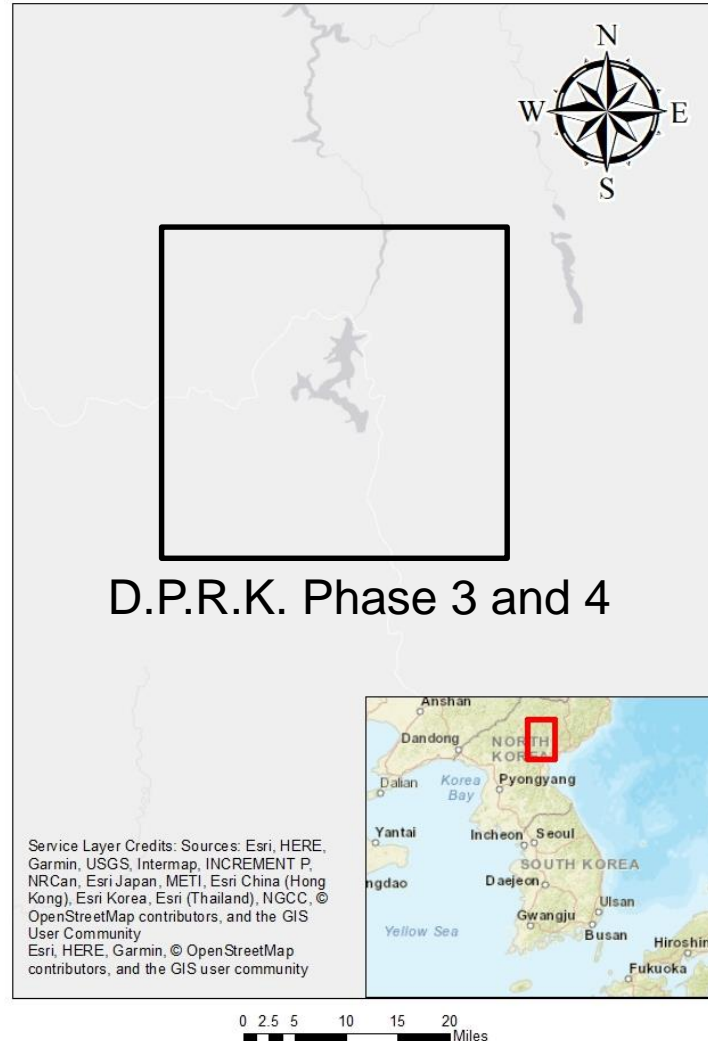 N
W E
S
D.P.R.K. Phase 3 and 4
Anshan
Dandong
NORTH
KOREA
Dalian
Korea
Bay
Pyongyang
Yantai
Incheon Seoul
SOUTH KOREA
ngdao
Daejeon
Ulsan
Gwangju
Busan
Yellow Sea
Hiroshin
Fukuoka
Service Layer Credits: Sources: Esri, HERE,
Garmin, USGS, Intermap, INCREMENT P,
NRCan, Esri Japan, METI, Esri China (Hong
Kong), Esri Korea, Esri (Thailand), NGCC, ©
OpenStreetMap contributors, and the GIS
User Community
Esri, HERE, Garmin, © OpenStreetMap
contributors, and the GIS user community
0 2.5 5 10 15 20
Miles